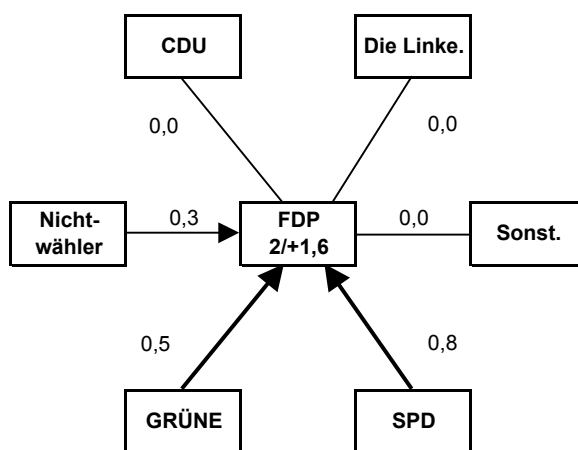 CDU
Die Linke.
0,0
0,0
Nicht-
wähler
0,3
FDP
2/+1,6
0,0
Sonst.
0,5
0,8
GRÜNE
SPD